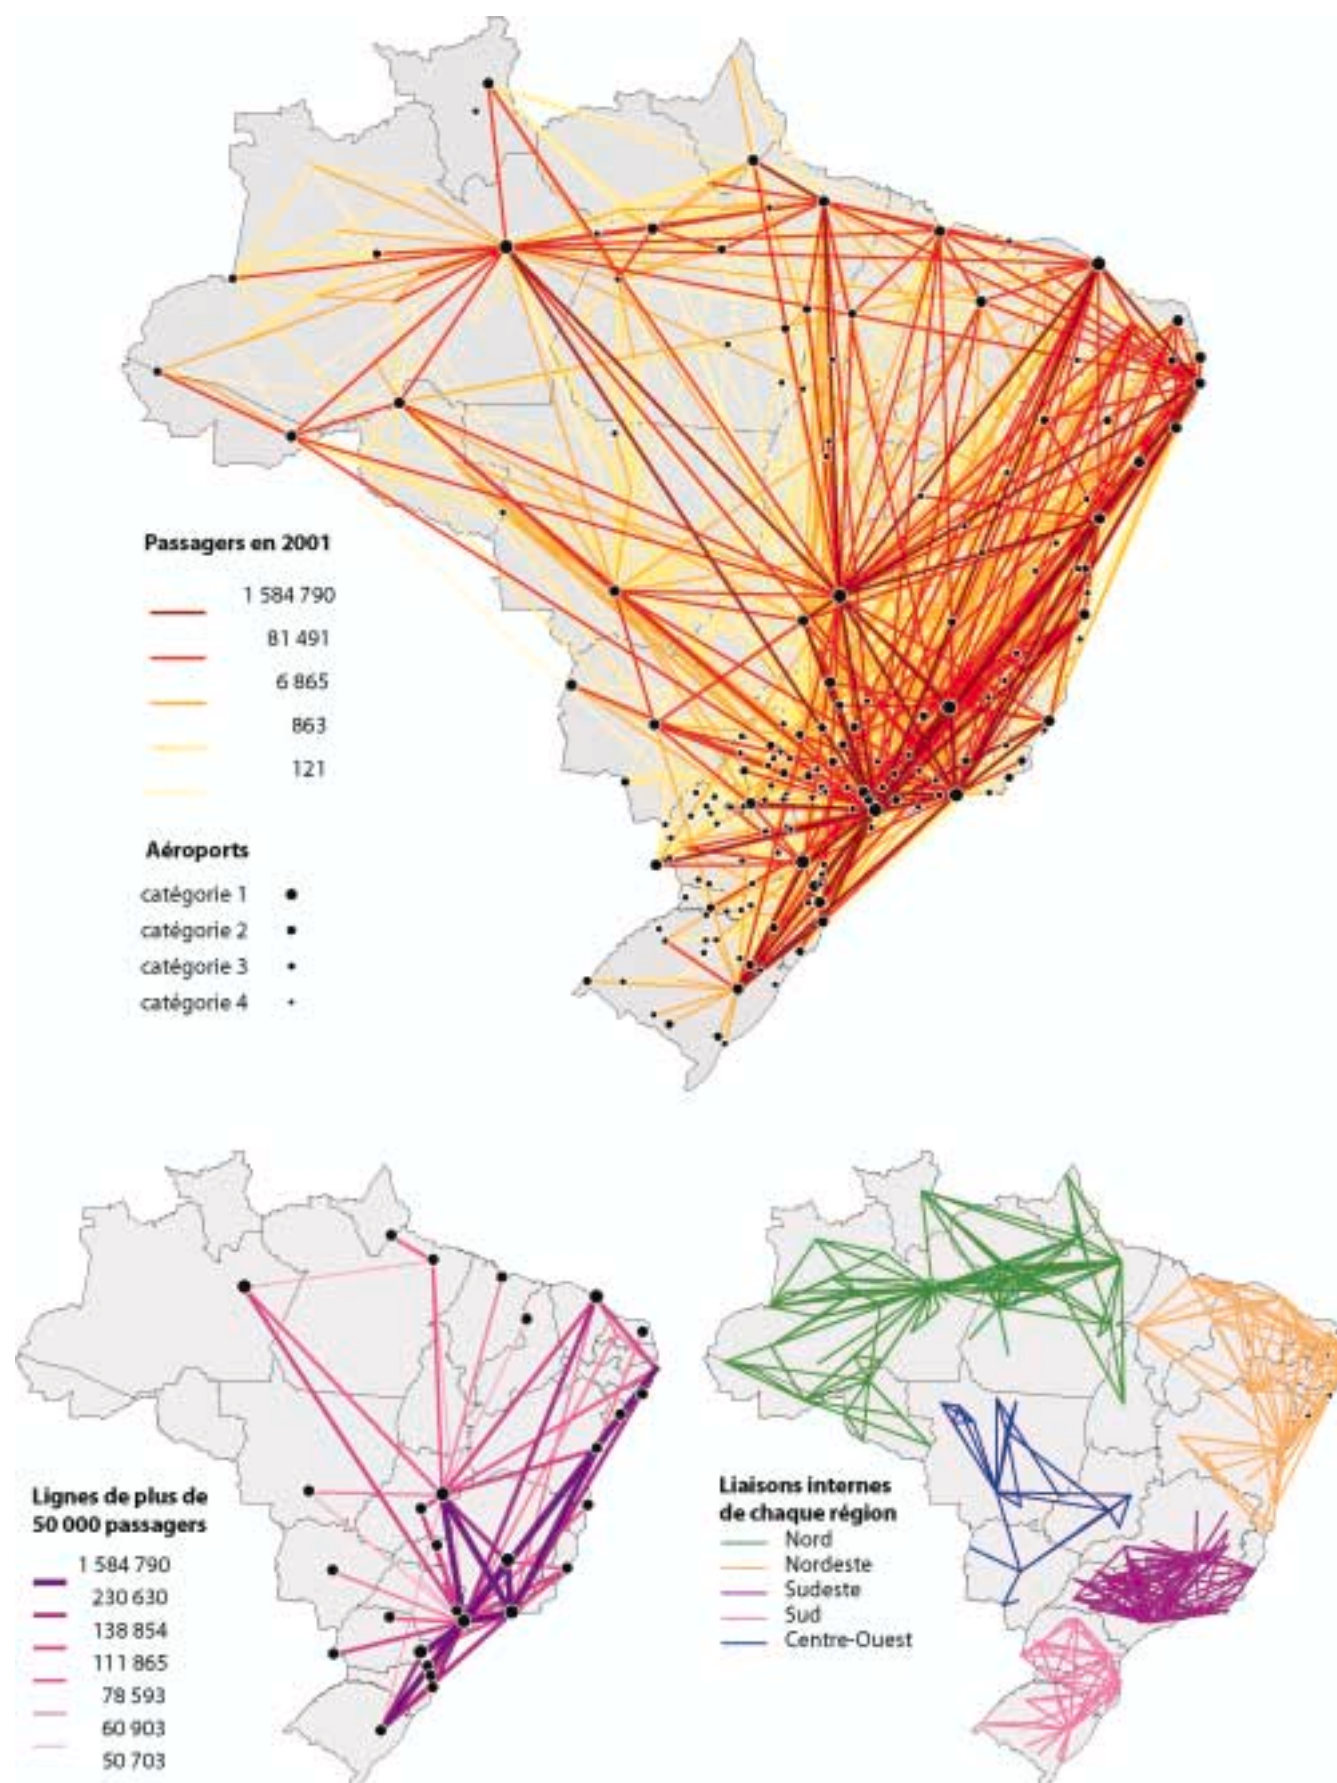 Passagers en 2001
1 584 790
81 491
6 865
863
121
Aéroports
catégorie 1
catégorie 2
catégorie 3
catégorie 4
Lignes de plus de
50 000 passagers
1 584 790
230 630
138 854
111 865
78 593
60 903
50 703
Liaisons internes
de chaque région
Nord
Nordeste
Sudeste
Sud
Centre-Ouest